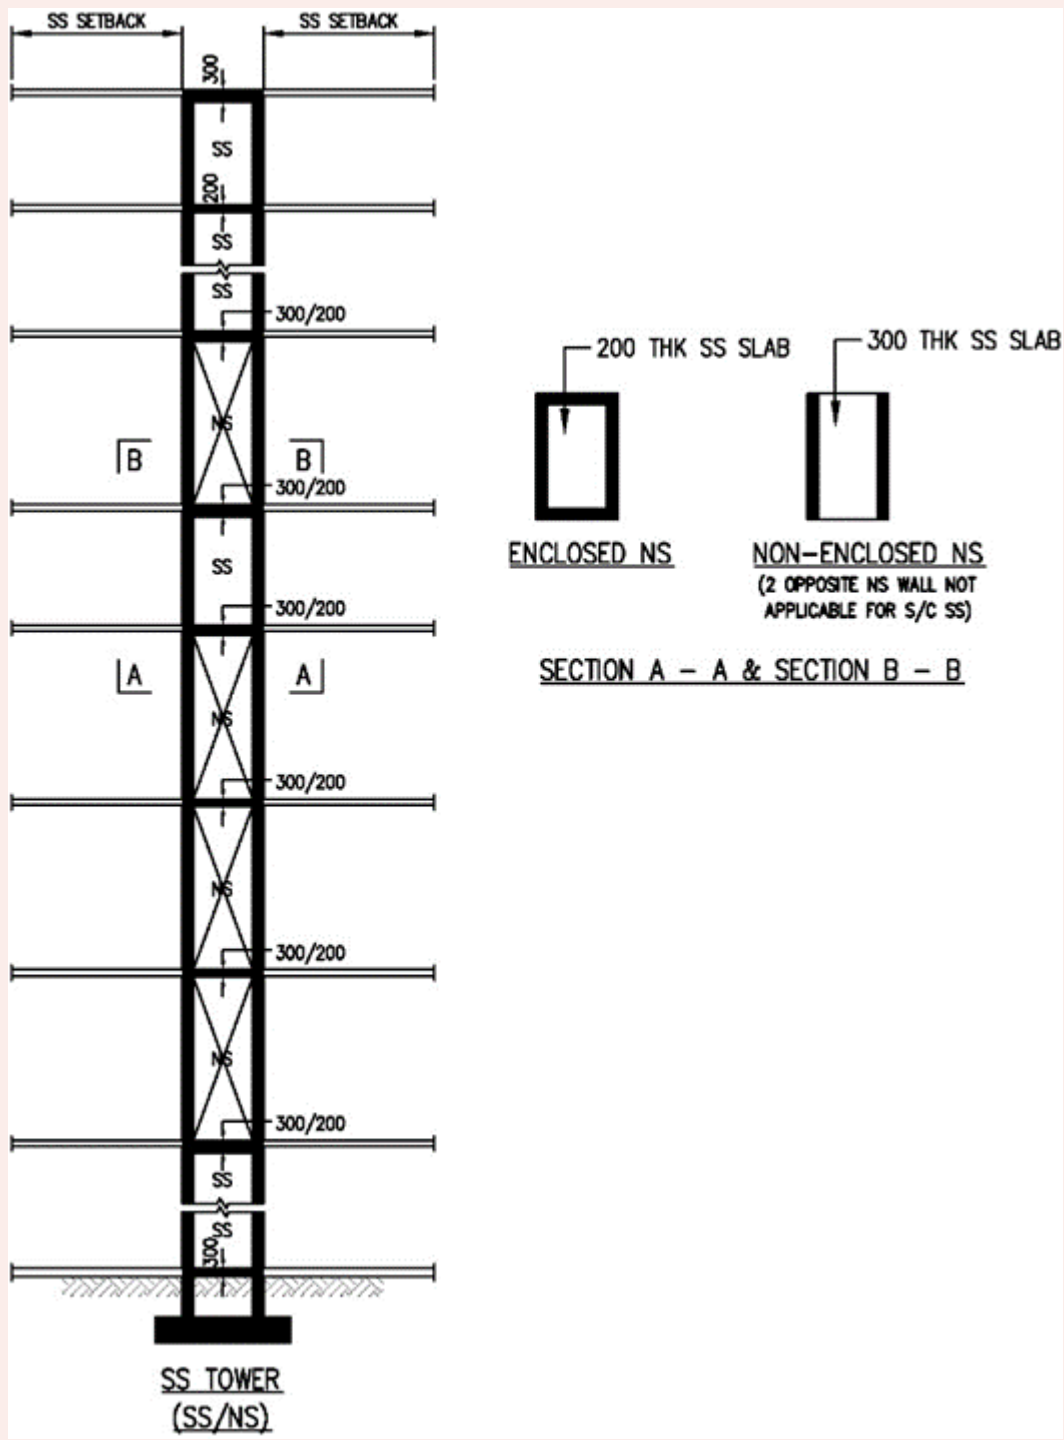 SS SETBACK
SS SETBACK
300
SS
200
SS
SS
300/200
NS
B
B
300/200
SS
300/200
A
A
NS
300/200
NS
300/200
NS
300/200
SS
SS
300
SS TOWER
(SS/NS)
200 THK SS SLAB
300 THK SS SLAB
ENCLOSED NS
NON-ENCLOSED NS
(2 OPPOSITE NS WALL NOT
APPLICABLE FOR S/C SS)
SECTION A - A & SECTION B - B